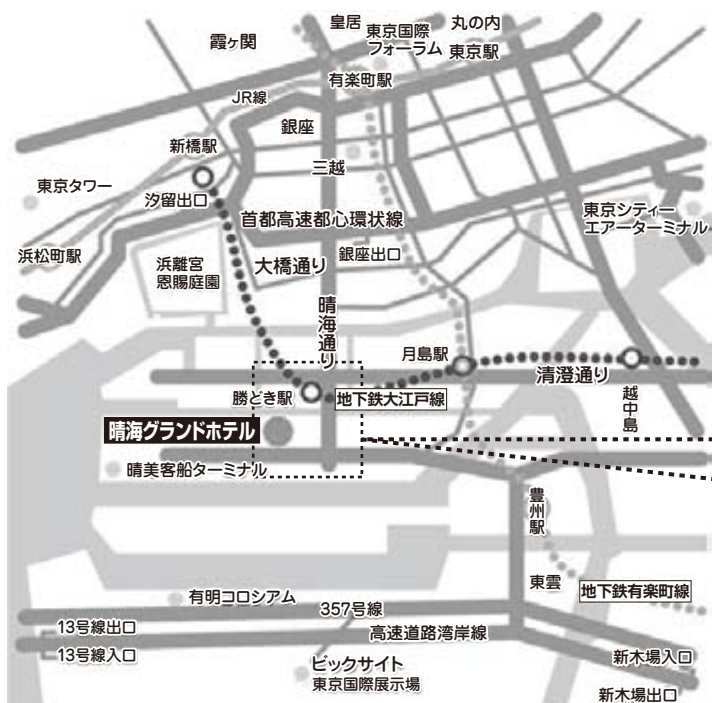 皇居
丸の内
霞ヶ関
東京国際
フォーラム
東京駅
有楽町駅
JR線
銀座
新橋駅
三越
東京タワー
汐留出口
首都高速都心環状線
東京シティー
エアーターミナル
浜松町駅
浜離宮
恩賜庭園
大橋通り
銀座出口
晴海通り
月島駅
清澄通り
勝どき駅
地下鉄大江戸線
越中島
晴海グランドホテル
晴美客船ターミナル
豊州駅
東雲
地下鉄有楽町線
有明コロシアム
357号線
13号線出口
高速道路湾岸線
13号線入口
ビックサイト
東京国際展示場
新木場入口
新木場出口